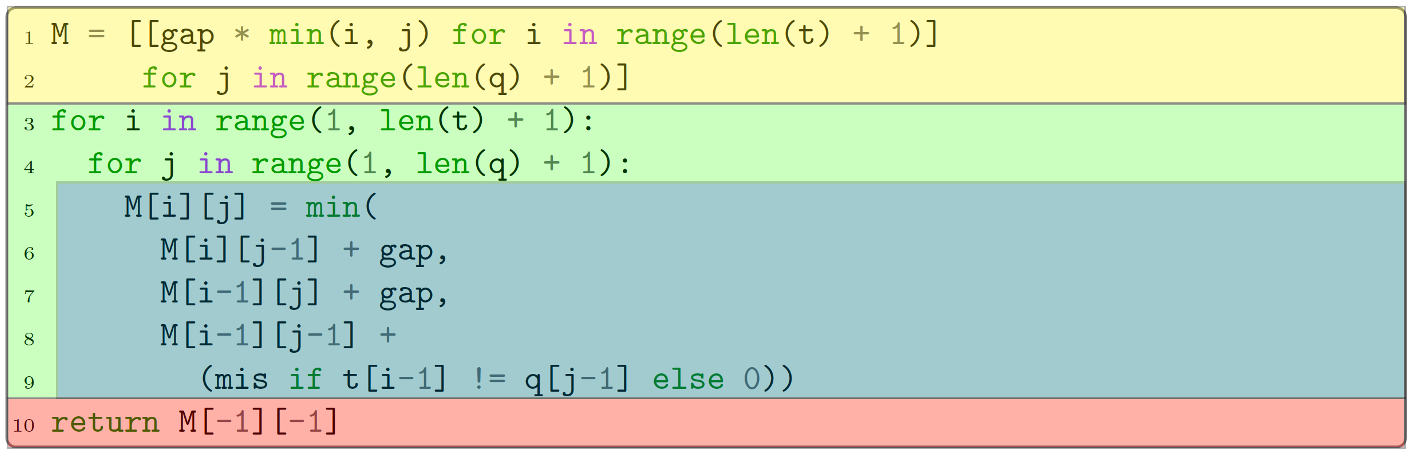 1 M = [[gap * min(i, j) for i in range(len(t) + 1)]
2 for j in range(len(q) + 1)]
3 for i in range(1, len(t) + 1):
4 for j in range(1, len(q) + 1):
5 M[i][j] = min(
6 M[i][j-1] + gap,
7 M[i-1][j] + gap,
8 M[i-1][j-1] +
9 (mis if t[i-1] != q[j-1] else 0))
10 return M[-1][-1]